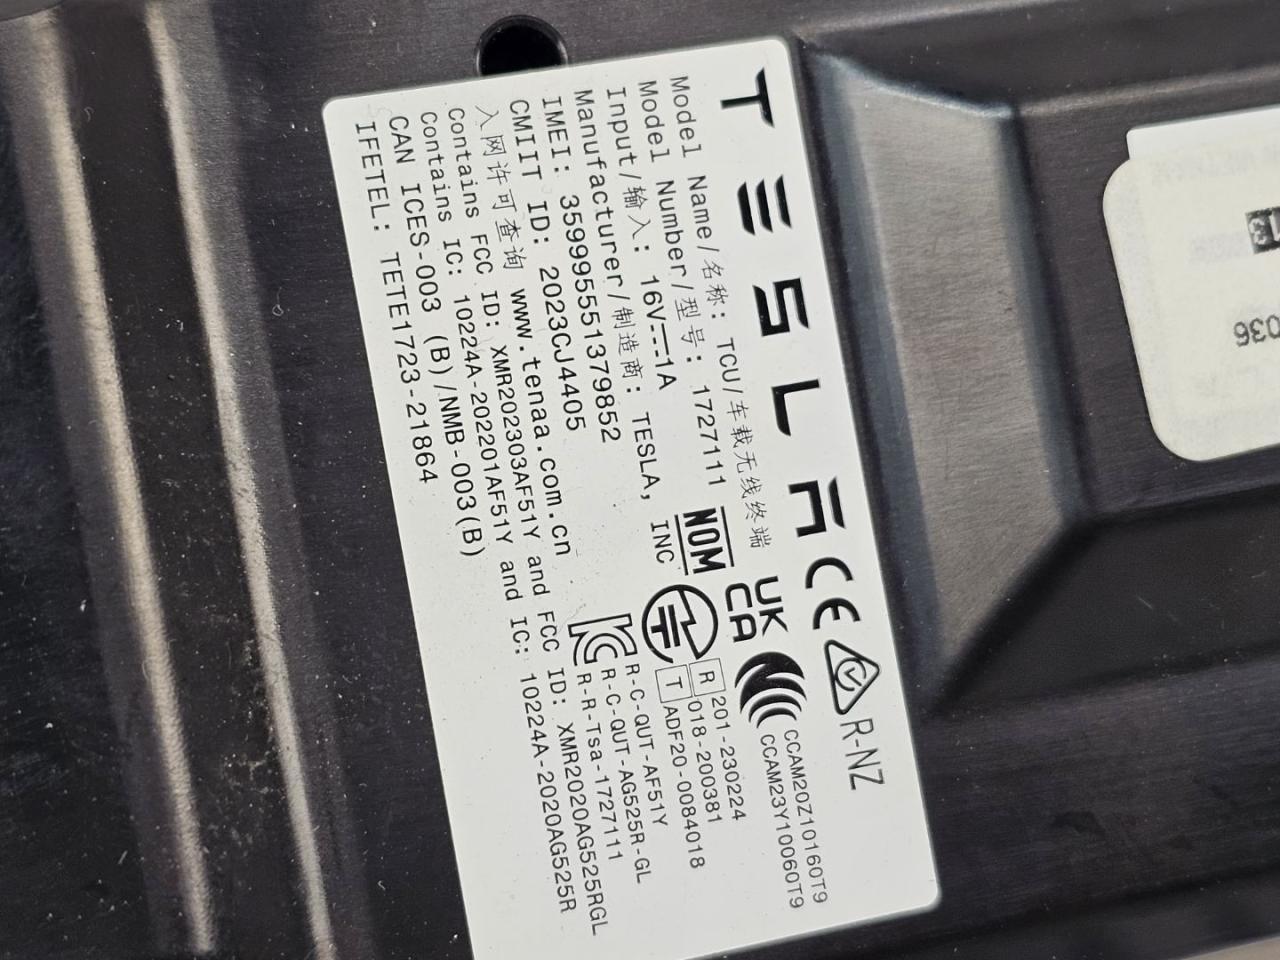 TESLA
Model Name/名称: TCU/车载无线终端
Model Number/型号: 1727111
Input/输入: 16V⎓1A
Manufacturer/制造商: TESLA, INC
IMEI: 359995551379852
CMIIT ID: 2023CJ4405
入网许可查询 www.tenaa.com.cn
Contains FCC ID: XMR202303AF51Y and FCC ID: XMR2020AG525RGL
Contains IC: 10224A-2022201AF51Y and IC: 10224A-2020AG525R
CAN ICES-003 (B)/NMB-003(B)
IFETEL: TETE1723-21864
CE
R-NZ
UK
CA
NOM
CCAM20Z10160T9
CCAM23Y10060T9
R 201-230224
018-200381
T ADF20-0084018
R-C-QUT-AF51Y
R-C-QUT-AG525R-GL
R-R-Tsa-1727111
13
036